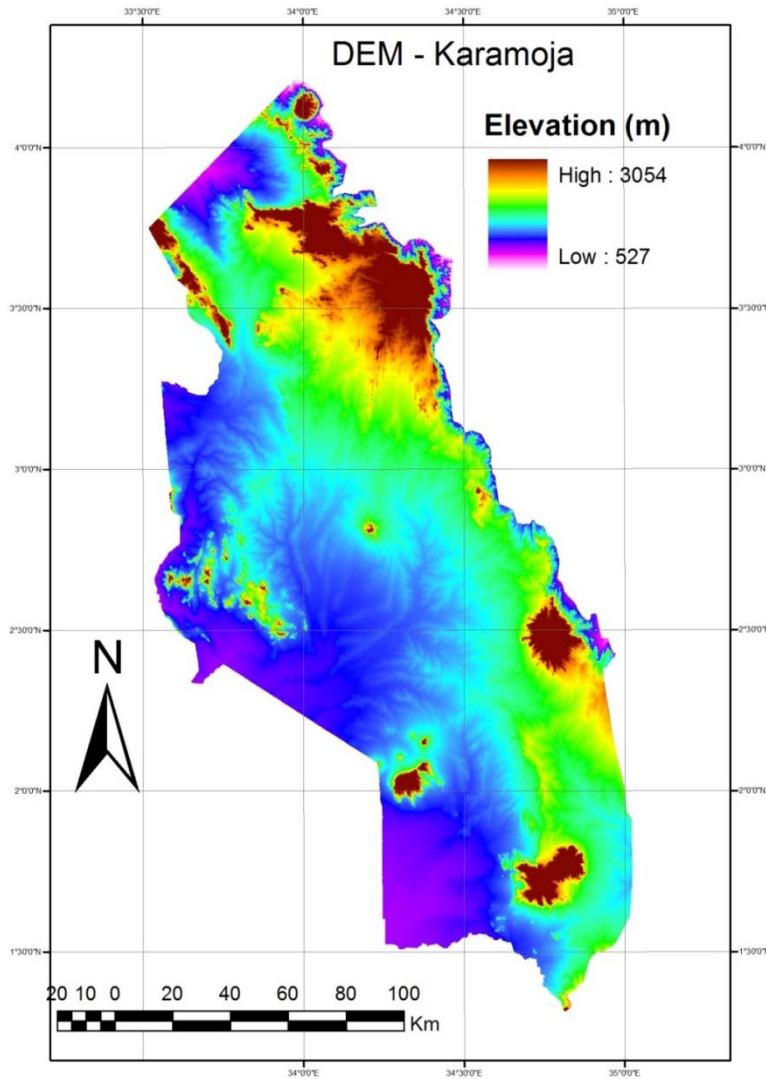 33°30'0"E 34°0'0"E 34°30'0"E 35°0'0"E
DEM - Karamoja
Elevation (m)
High : 3054
Low : 527
4°0'0"N 4°0'0"N
3°30'0"N 3°30'0"N
3°0'0"N 3°0'0"N
2°30'0"N 2°30'0"N
N
2°0'0"N 2°0'0"N
1°30'0"N 1°30'0"N
20 10 0 20 40 60 80 100
Km
33°30'0"E 34°0'0"E 34°30'0"E 35°0'0"E